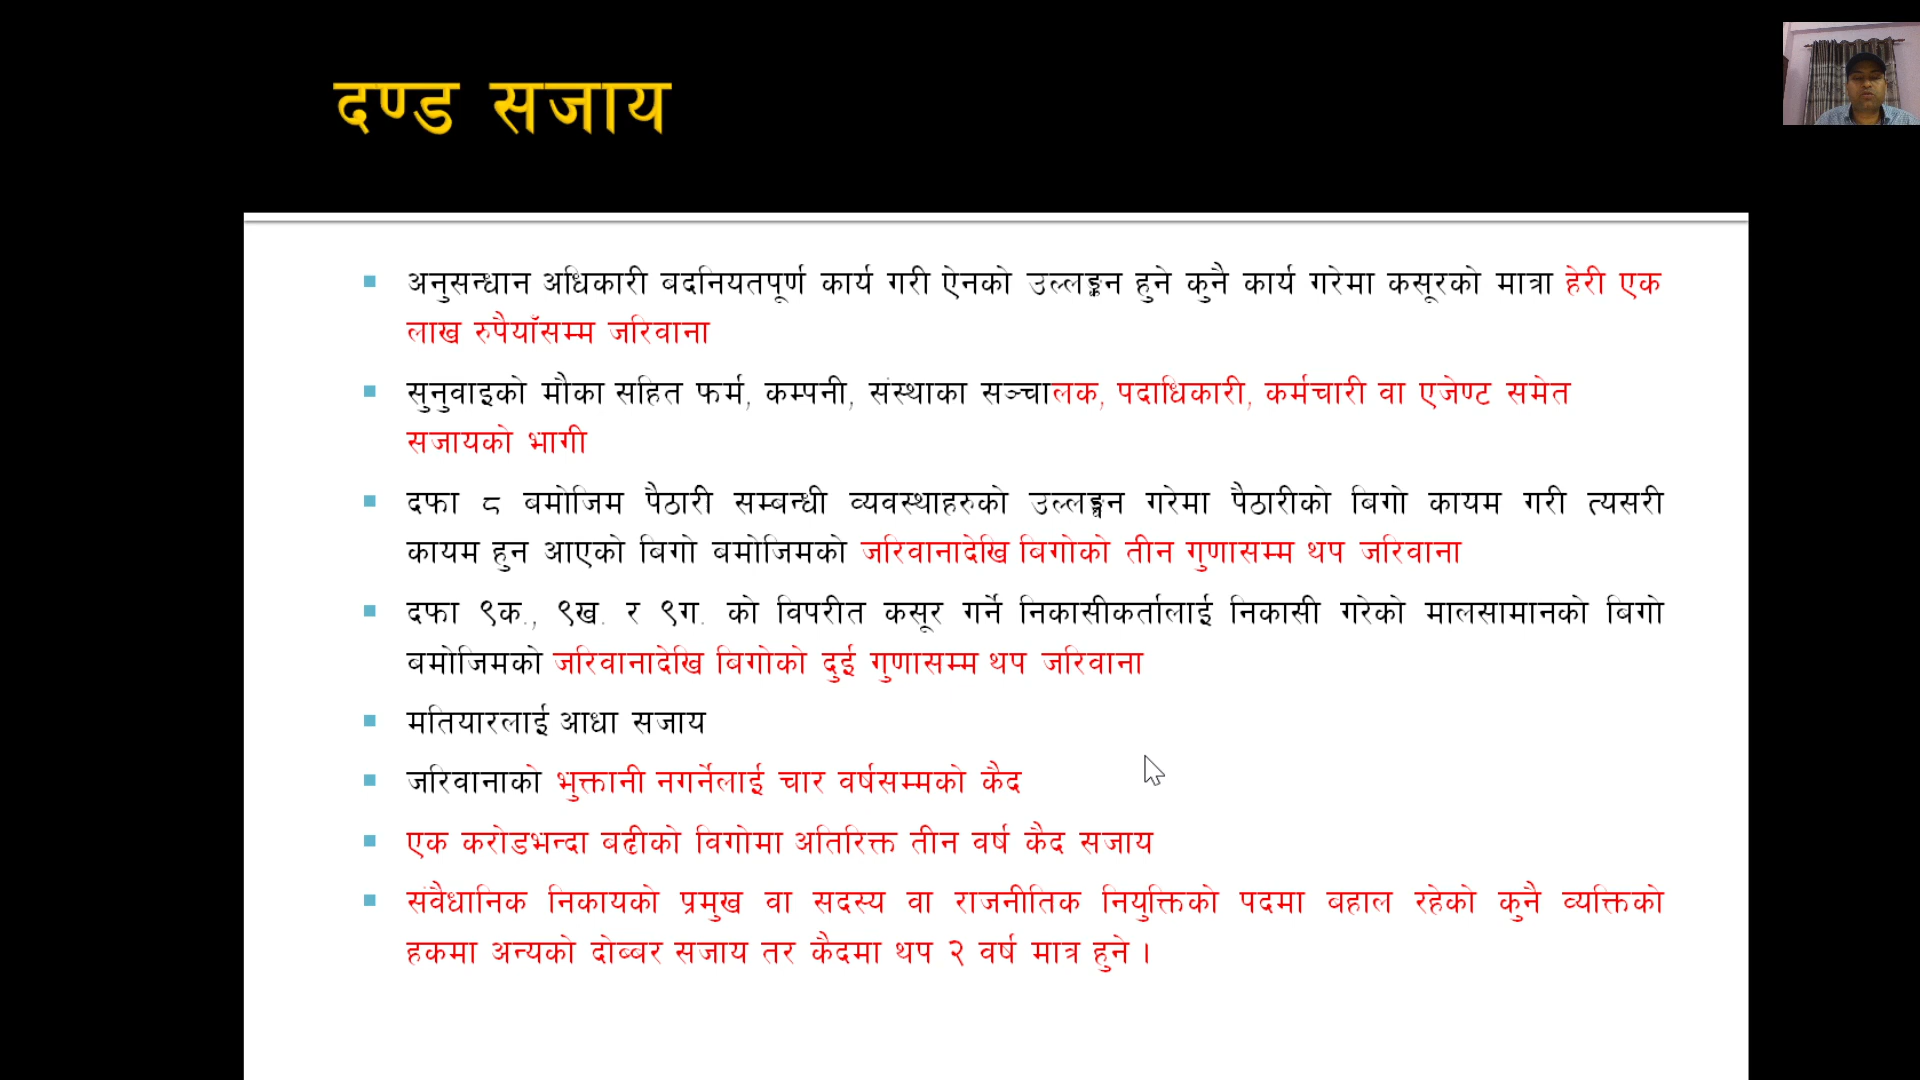 दण्ड सजाय
अनुसन्धान अधिकारी बदनियतपूर्ण कार्य गरी ऐनको उल्लङ्घन हुने कुनै कार्य गरेमा कसूरको मात्रा हेरी एक
लाख रुपैयाँसम्म जरिवाना
सुनुवाइको मौका सहित फर्म, कम्पनी, संस्थाका सञ्चालक, पदाधिकारी, कर्मचारी वा एजेण्ट समेत
सजायको भागी
दफा ८ बमोजिम पैठारी सम्बन्धी व्यवस्थाहरुको उल्लङ्घन गरेमा पैठारीको बिगो कायम गरी त्यसरी
कायम हुन आएको बिगो बमोजिमको जरिवानादेखि बिगोको तीन गुणासम्म थप जरिवाना
दफा ९क., ९ख. र ९ग. को विपरीत कसूर गर्ने निकासीकर्तालाई निकासी गरेको मालसामानको बिगो
बमोजिमको जरिवानादेखि बिगोको दुई गुणासम्म थप जरिवाना
मतियारलाई आधा सजाय
जरिवानाको भुक्तानी नगर्नेलाई चार वर्षसम्मको कैद
एक करोडभन्दा बढीको विगोमा अतिरिक्त तीन वर्ष कैद सजाय
संवैधानिक निकायको प्रमुख वा सदस्य वा राजनीतिक नियुक्तिको पदमा बहाल रहेको कुनै व्यक्तिको
हकमा अन्यको दोब्बर सजाय तर कैदमा थप २ वर्ष मात्र हुने ।